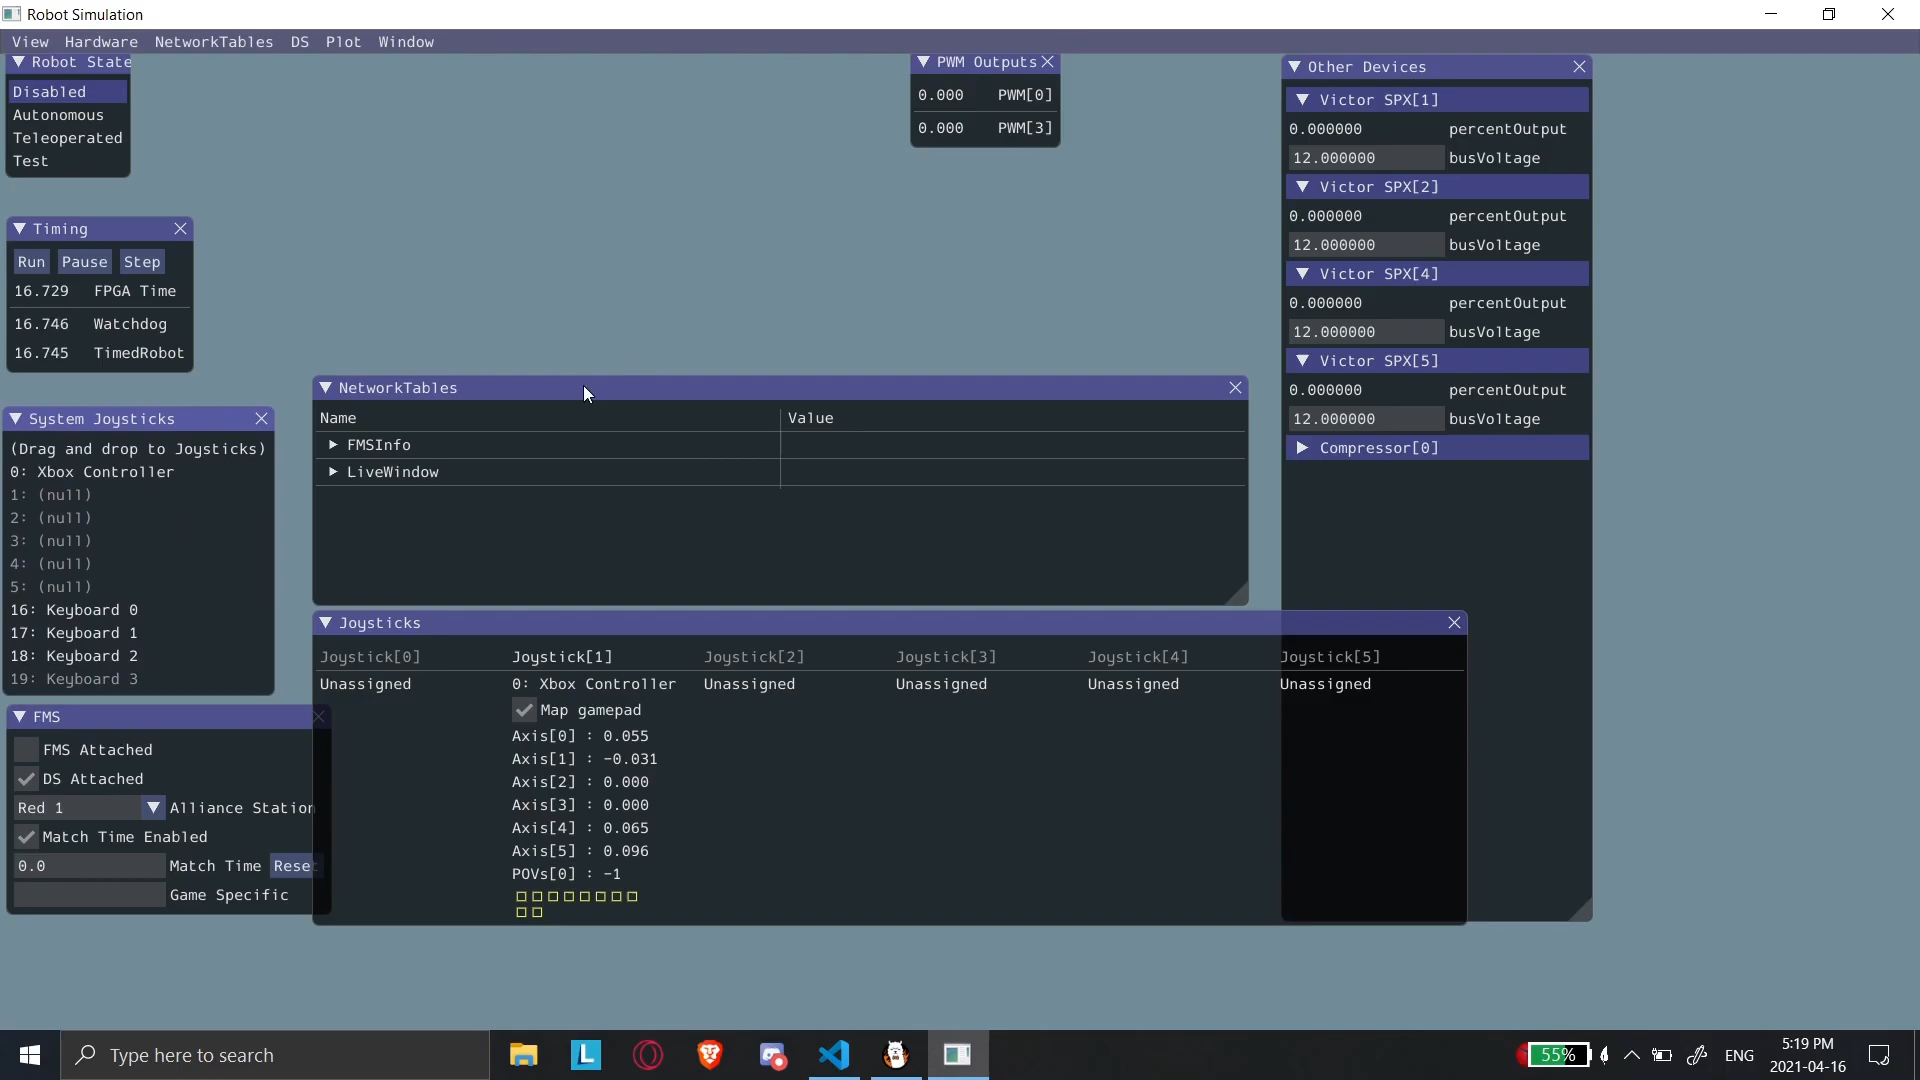 Robot Simulation
View Hardware NetworkTables DS Plot Window
Robot State
Disabled
Autonomous
Teleoperated
Test
PWM Outputs
0.000 PWM[0]
0.000 PWM[3]
Other Devices
Victor SPX[1]
0.000000 percentOutput
12.000000 busVoltage
Victor SPX[2]
0.000000 percentOutput
12.000000 busVoltage
Victor SPX[4]
0.000000 percentOutput
12.000000 busVoltage
Victor SPX[5]
0.000000 percentOutput
12.000000 busVoltage
Compressor[0]
Timing
Run Pause Step
16.729 FPGA Time
16.746 Watchdog
16.745 TimedRobot
NetworkTables
Name Value
FMSInfo
LiveWindow
System Joysticks
(Drag and drop to Joysticks)
0: Xbox Controller
1: (null)
2: (null)
3: (null)
4: (null)
5: (null)
16: Keyboard 0
17: Keyboard 1
18: Keyboard 2
19: Keyboard 3
Joysticks
Joystick[0] Joystick[1] Joystick[2] Joystick[3] Joystick[4] Joystick[5]
Unassigned 0: Xbox Controller Unassigned Unassigned Unassigned Unassigned
Map gamepad
Axis[0] : 0.055
Axis[1] : -0.031
Axis[2] : 0.000
Axis[3] : 0.000
Axis[4] : 0.065
Axis[5] : 0.096
POVs[0] : -1
FMS
FMS Attached
DS Attached
Red 1 Alliance Station
Match Time Enabled
0.0 Match Time Reset
Game Specific
Type here to search
L
55%
ENG
5:19 PM
2021-04-16